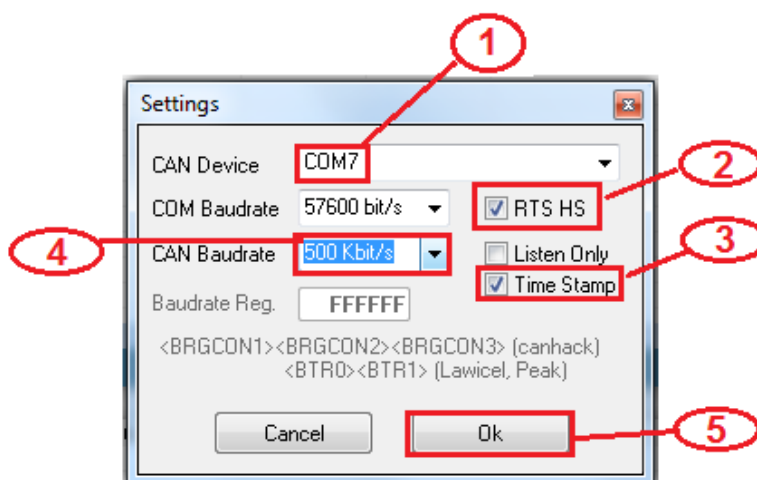 1
Settings
CAN Device COM7
2
COM Baudrate 57600 bit/s RTS HS
3
4
CAN Baudrate 500 Kbit/s Listen Only
Time Stamp
Baudrate Reg. FFFFFF
<BRGCON1><BRGCON2><BRGCON3> (canhack)
<BTR0><BTR1> (Lawicel, Peak)
Cancel Ok
5